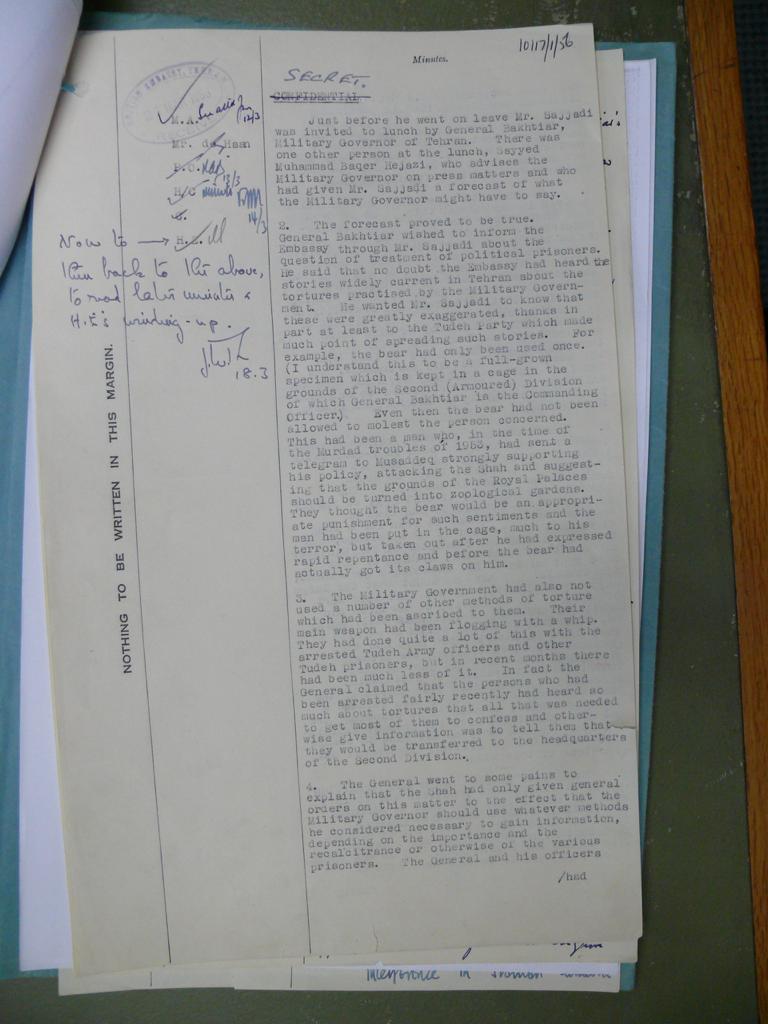 10/17/1/56
Minutes.
SECRET.
CONFIDENTIAL
BRITISH EMBASSY, TEHRAN
M.A.
12/3
Mr. de Haan
P.O.
13/3
H/C
14/3
Now to → H.E.
then back to the above,
to read later minutes &
H.E's winding-up.
18.3
NOTHING TO BE WRITTEN IN THIS MARGIN.
Just before he went on leave Mr. Sajjadi
was invited to lunch by General Bakhtiar,
Military Governor of Tehran. There was
one other person at the lunch, Sayyed
Muhammad Baqer Hejazi, who advises the
Military Governor on press matters and who
had given Mr. Sajjadi a forecast of what
the Military Governor might have to say.
2. The forecast proved to be true.
General Bakhtiar wished to inform the
Embassy through Mr. Sajjadi about the
question of treatment of political prisoners.
He said that no doubt the Embassy had heard the
stories widely current in Tehran about the
tortures practised by the Military Govern-
ment. He wanted Mr. Sajjadi to know that
these were greatly exaggerated, thanks in
part at least to the Tudeh Party which made
much point of spreading such stories. For
example, the bear had only been used once.
(I understand this to be a full-grown
specimen which is kept in a cage in the
grounds of the Second (Armoured) Division
of which General Bakhtiar is the Commanding
Officer.) Even then the bear had not been
allowed to molest the person concerned.
This had been a man who, in the time of
the Murdad troubles of 1953, had sent a
telegram to Musaddeq strongly supporting
his policy, attacking the Shah and suggest-
ing that the grounds of the Royal Palaces
should be turned into zoological gardens.
They thought the bear would be an appropri-
ate punishment for such sentiments and the
man had been put in the cage, much to his
terror, but taken out after he had expressed
rapid repentance and before the bear had
actually got its claws on him.
3. The Military Government had also not
used a number of other methods of torture
which had been ascribed to them. Their
main weapon had been flogging with a whip.
They had done quite a lot of this with the
arrested Tudeh Army officers and other
Tudeh prisoners, but in recent months there
had been much less of it. In fact the
General claimed that the persons who had
been arrested fairly recently had heard so
much about tortures that all that was needed
to get most of them to confess and other-
wise give information was to tell them that
they would be transferred to the headquarters
of the Second Division.
4. The General went to some pains to
explain that the Shah had only given general
orders on this matter to the effect that the
Military Governor should use whatever methods
he considered necessary to gain information,
depending on the importance and the
recalcitrance or otherwise of the various
prisoners. The General and his officers
/had
interference in